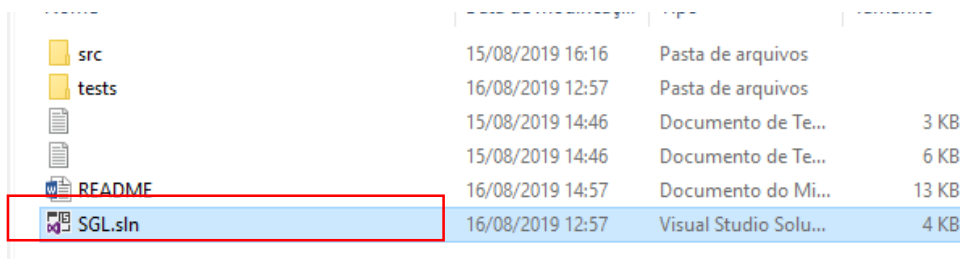 src 15/08/2019 16:16 Pasta de arquivos
tests 16/08/2019 12:57 Pasta de arquivos
15/08/2019 14:46 Documento de Te... 3 KB
15/08/2019 14:46 Documento de Te... 6 KB
README 16/08/2019 14:57 Documento do Mi... 13 KB
SGL.sln 16/08/2019 12:57 Visual Studio Solu... 4 KB